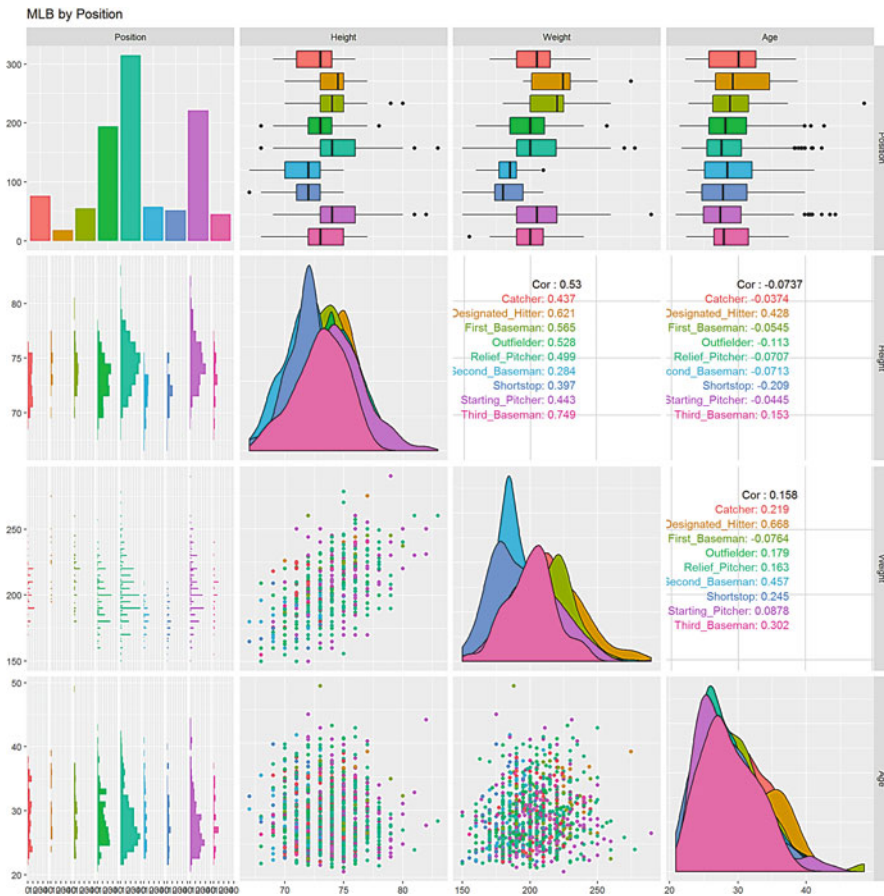 MLB by Position
Position
Height
Weight
Age
300
200
100
0
Position
80
75
70
Cor : 0.53
Catcher: 0.437
Designated_Hitter: 0.621
First_Baseman: 0.565
Outfielder: 0.528
Relief_Pitcher: 0.499
Second_Baseman: 0.284
Shortstop: 0.397
Starting_Pitcher: 0.443
Third_Baseman: 0.749
Cor : -0.0737
Catcher: -0.0374
Designated_Hitter: 0.428
First_Baseman: -0.0545
Outfielder: -0.113
Relief_Pitcher: -0.0707
econd_Baseman: -0.0713
Shortstop: -0.209
Starting_Pitcher: -0.0445
Third_Baseman: 0.153
Height
250
200
150
Cor : 0.158
Catcher: 0.219
Designated_Hitter: 0.668
First_Baseman: -0.0764
Outfielder: 0.179
Relief_Pitcher: 0.163
Second_Baseman: 0.457
Shortstop: 0.245
Starting_Pitcher: 0.0878
Third_Baseman: 0.302
Weight
50
40
30
20
Age
70 75 80
150 200 250
20 30 40